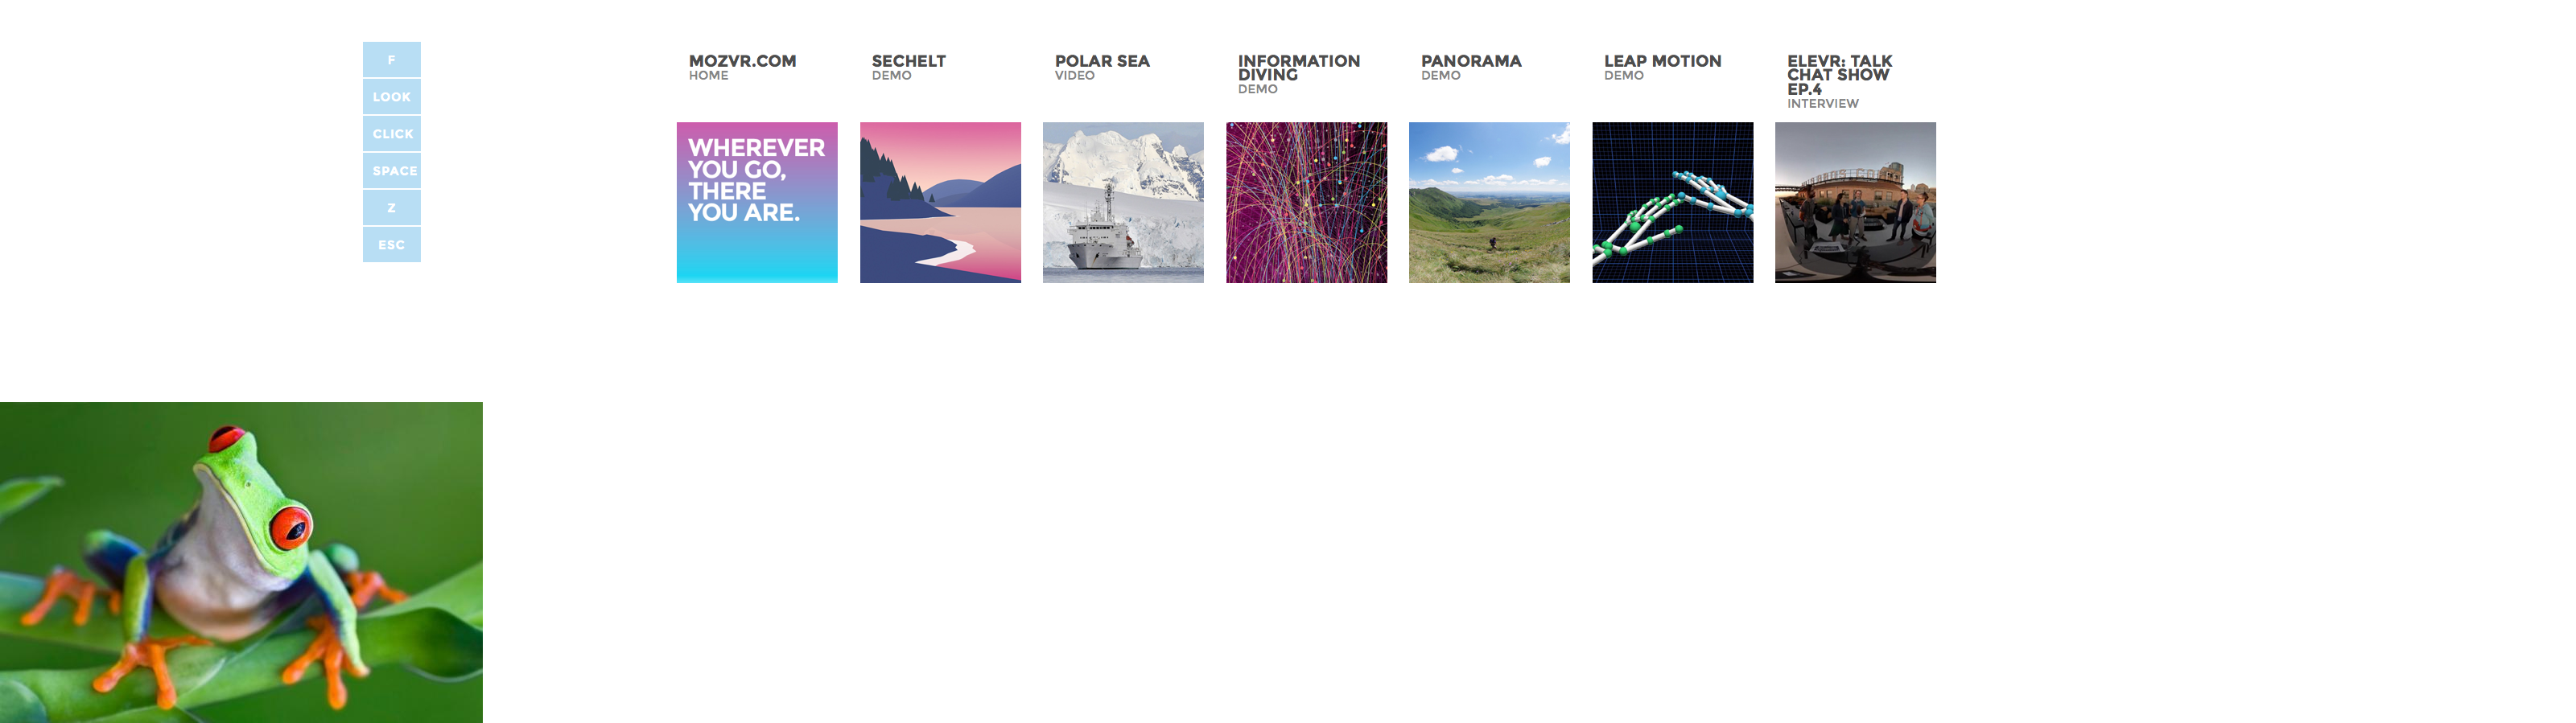 F
LOOK
CLICK
SPACE
Z
ESC
MOZVR.COM
HOME
WHEREVER
YOU GO,
THERE
YOU ARE.
SECHELT
DEMO
POLAR SEA
VIDEO
INFORMATION
DIVING
DEMO
PANORAMA
DEMO
LEAP MOTION
DEMO
ELEVR: TALK
CHAT SHOW
EP.4
INTERVIEW